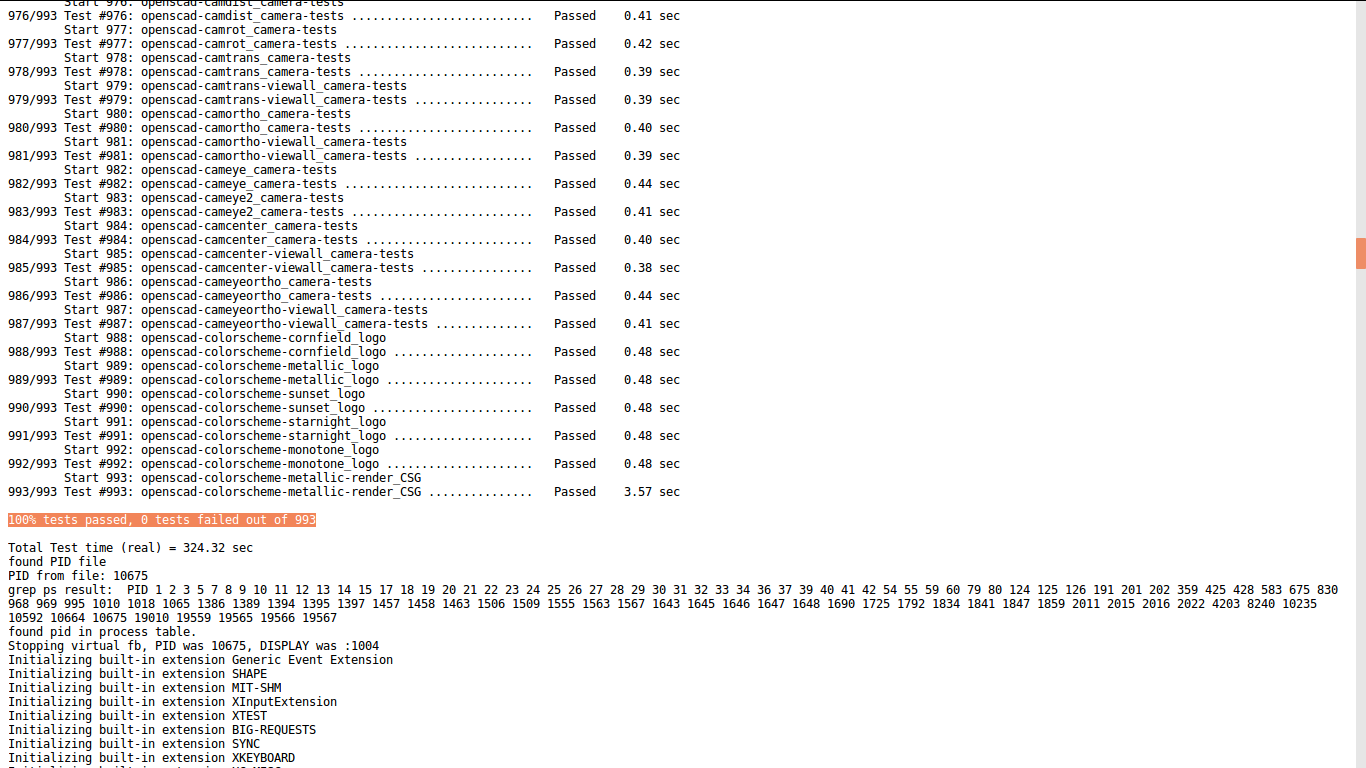 Start 976: openscad-camdist_camera-tests
976/993 Test #976: openscad-camdist_camera-tests ..........................   Passed    0.41 sec
        Start 977: openscad-camrot_camera-tests
977/993 Test #977: openscad-camrot_camera-tests ...........................   Passed    0.42 sec
        Start 978: openscad-camtrans_camera-tests
978/993 Test #978: openscad-camtrans_camera-tests .........................   Passed    0.39 sec
        Start 979: openscad-camtrans-viewall_camera-tests
979/993 Test #979: openscad-camtrans-viewall_camera-tests .................   Passed    0.39 sec
        Start 980: openscad-camortho_camera-tests
980/993 Test #980: openscad-camortho_camera-tests .........................   Passed    0.40 sec
        Start 981: openscad-camortho-viewall_camera-tests
981/993 Test #981: openscad-camortho-viewall_camera-tests .................   Passed    0.39 sec
        Start 982: openscad-cameye_camera-tests
982/993 Test #982: openscad-cameye_camera-tests ...........................   Passed    0.44 sec
        Start 983: openscad-cameye2_camera-tests
983/993 Test #983: openscad-cameye2_camera-tests ..........................   Passed    0.41 sec
        Start 984: openscad-camcenter_camera-tests
984/993 Test #984: openscad-camcenter_camera-tests ........................   Passed    0.40 sec
        Start 985: openscad-camcenter-viewall_camera-tests
985/993 Test #985: openscad-camcenter-viewall_camera-tests ................   Passed    0.38 sec
        Start 986: openscad-cameyeortho_camera-tests
986/993 Test #986: openscad-cameyeortho_camera-tests ......................   Passed    0.44 sec
        Start 987: openscad-cameyeortho-viewall_camera-tests
987/993 Test #987: openscad-cameyeortho-viewall_camera-tests ..............   Passed    0.41 sec
        Start 988: openscad-colorscheme-cornfield_logo
988/993 Test #988: openscad-colorscheme-cornfield_logo ....................   Passed    0.48 sec
        Start 989: openscad-colorscheme-metallic_logo
989/993 Test #989: openscad-colorscheme-metallic_logo .....................   Passed    0.48 sec
        Start 990: openscad-colorscheme-sunset_logo
990/993 Test #990: openscad-colorscheme-sunset_logo .......................   Passed    0.48 sec
        Start 991: openscad-colorscheme-starnight_logo
991/993 Test #991: openscad-colorscheme-starnight_logo ....................   Passed    0.48 sec
        Start 992: openscad-colorscheme-monotone_logo
992/993 Test #992: openscad-colorscheme-monotone_logo .....................   Passed    0.48 sec
        Start 993: openscad-colorscheme-metallic-render_CSG
993/993 Test #993: openscad-colorscheme-metallic-render_CSG ...............   Passed    3.57 sec
100% tests passed, 0 tests failed out of 993
Total Test time (real) = 324.32 sec
found PID file
PID from file: 10675
grep ps result:  PID 1 2 3 5 7 8 9 10 11 12 13 14 15 17 18 19 20 21 22 23 24 25 26 27 28 29 30 31 32 33 34 36 37 39 40 41 42 54 55 59 60 79 80 124 125 126 191 201 202 359 425 428 583 675 830
968 969 995 1010 1018 1065 1386 1389 1394 1395 1397 1457 1458 1463 1506 1509 1555 1563 1567 1643 1645 1646 1647 1648 1690 1725 1792 1834 1841 1847 1859 2011 2015 2016 2022 4203 8240 10235
10592 10664 10675 19010 19559 19565 19566 19567
found pid in process table.
Stopping virtual fb, PID was 10675, DISPLAY was :1004
Initializing built-in extension Generic Event Extension
Initializing built-in extension SHAPE
Initializing built-in extension MIT-SHM
Initializing built-in extension XInputExtension
Initializing built-in extension XTEST
Initializing built-in extension BIG-REQUESTS
Initializing built-in extension SYNC
Initializing built-in extension XKEYBOARD